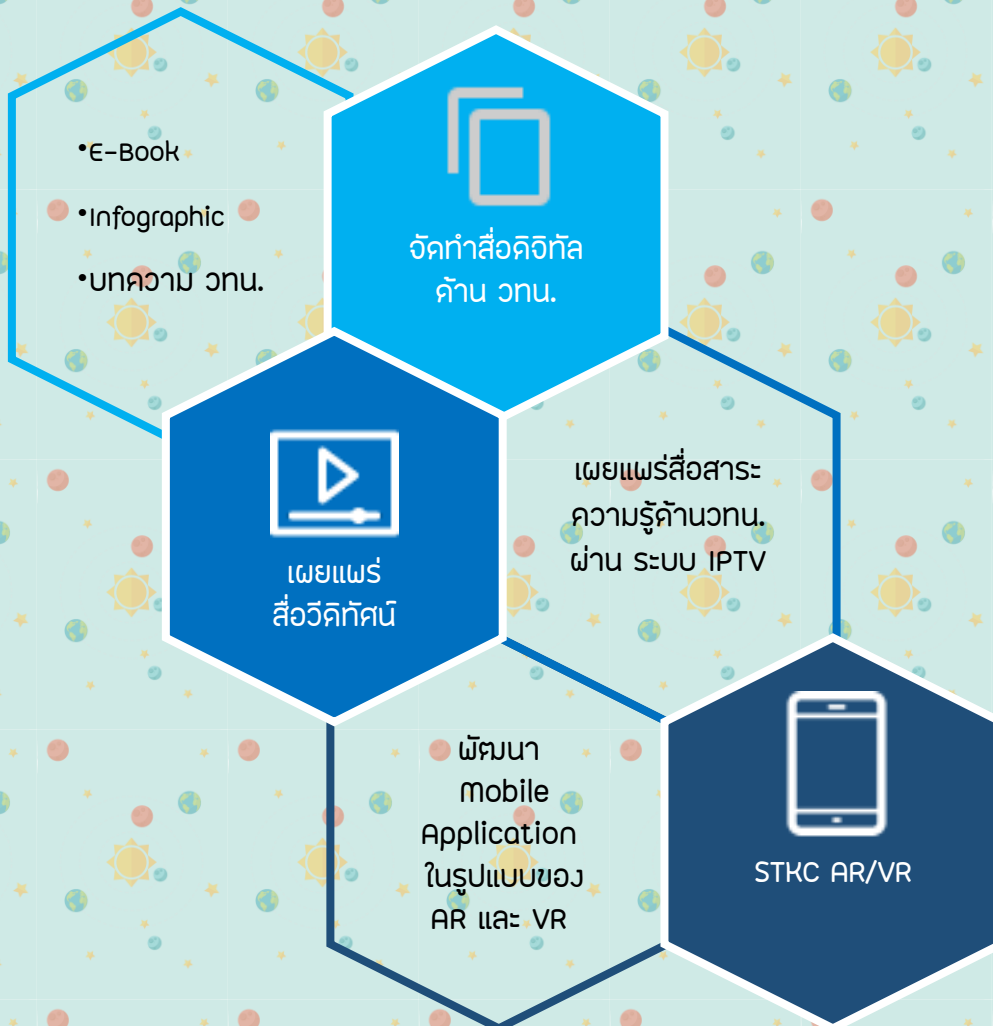 •E-Book
•Infographic
•บทความ วทน.
จัดทำสื่อดิจิทัล
ด้าน วทน.
เผยแพร่
สื่อวีดิทัศน์
เผยแพร่สื่อสาระ
ความรู้ด้านวทน.
ผ่าน ระบบ IPTV
พัฒนา
Mobile
Application
ในรูปแบบของ
AR และ VR
STKC AR/VR